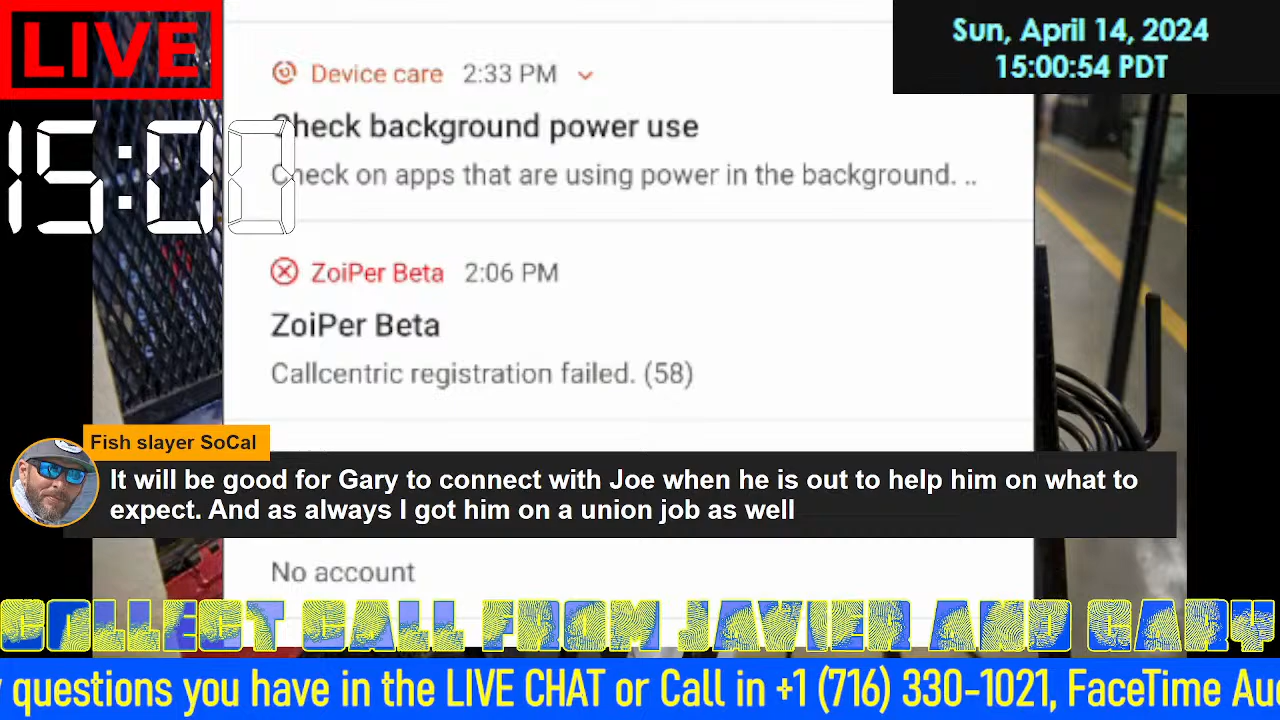 LIVE
Sun, April 14, 2024
15:00:54 PDT
15:00
Device care 2:33 PM
Check background power use
Check on apps that are using power in the background. ..
ZoiPer Beta 2:06 PM
ZoiPer Beta
Callcentric registration failed. (58)
Fish slayer SoCal
It will be good for Gary to connect with Joe when he is out to help him on what to
expect. And as always I got him on a union job as well
No account
COLLECT CALL FROM JAVIER AND GARY
questions you have in the LIVE CHAT or Call in +1 (716) 330-1021, FaceTime Au